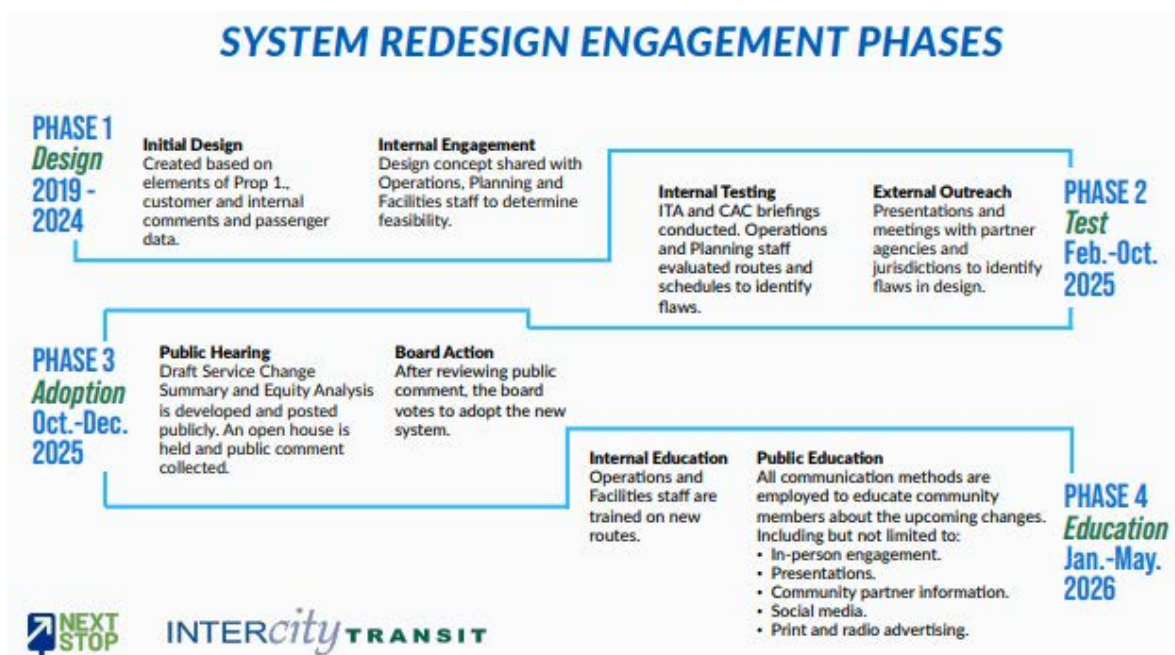 SYSTEM REDESIGN ENGAGEMENT PHASES
PHASE 1
Design
2019 -
2024
Initial Design
Created based on
elements of Prop 1.,
customer and internal
comments and passenger
data.
Internal Engagement
Design concept shared with
Operations, Planning and
Facilities staff to determine
feasibility.
Internal Testing
ITA and CAC briefings
conducted. Operations
and Planning staff
evaluated routes and
schedules to identify
flaws.
External Outreach
Presentations and
meetings with partner
agencies and
jurisdictions to identify
flaws in design.
PHASE 2
Test
Feb.-Oct.
2025
PHASE 3
Adoption
Oct.-Dec.
2025
Public Hearing
Draft Service Change
Summary and Equity Analysis
is developed and posted
publicly. An open house is
held and public comment
collected.
Board Action
After reviewing public
comment, the board
votes to adopt the new
system.
Internal Education
Operations and
Facilities staff are
trained on new
routes.
Public Education
All communication methods are
employed to educate community
members about the upcoming changes.
Including but not limited to:
• In-person engagement.
• Presentations.
• Community partner information.
• Social media.
• Print and radio advertising.
PHASE 4
Education
Jan.-May.
2026
NEXT
STOP
INTERcity TRANSIT